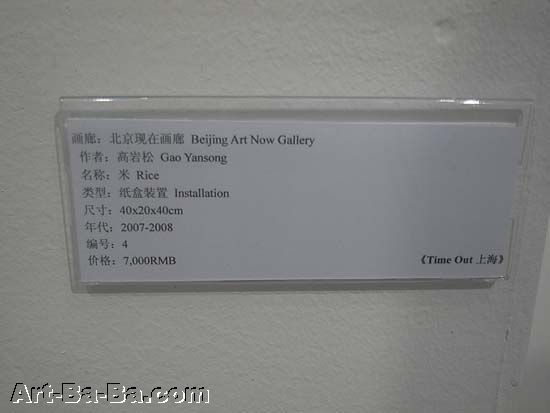 画廊：北京现在画廊 Beijing Art Now Gallery
作者：高岩松 Gao Yansong
名称：米 Rice
类型：纸盒装置 Installation
尺寸：40x20x40cm
年代：2007-2008
编号：4
价格：7,000RMB
《Time Out 上海》
Art-Ba-Ba.com